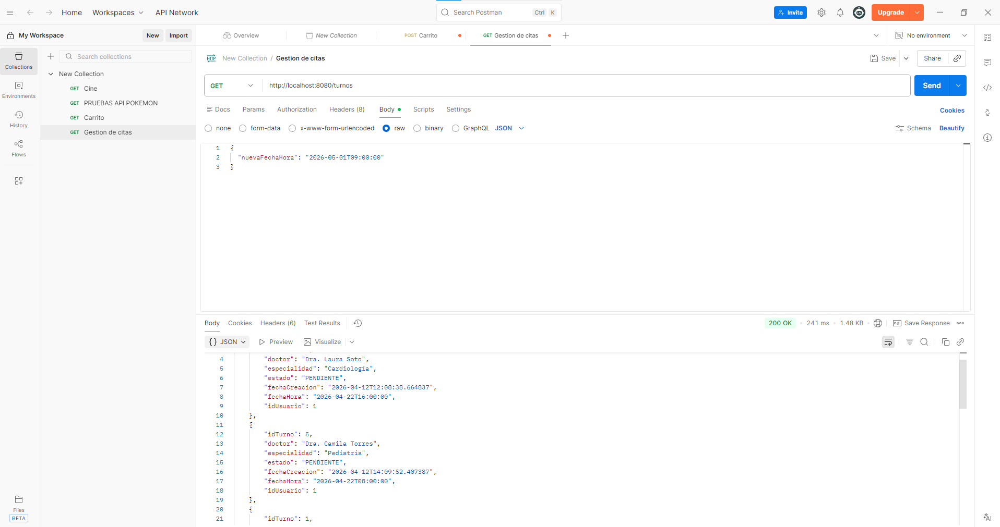 Home Workspaces API Network Search Postman Ctrl K Invite Upgrade
My Workspace New Import Overview New Collection POST Carrito GET Gestion de citas No environment
Collections
Environments
History
Flows
Files
BETA
Search collections
New Collection
GET Cine
GET PRUEBAS API POKEMON
GET Carrito
GET Gestion de citas
HTTP New Collection / Gestion de citas Save Share
GET http://localhost:8080/turnos Send
Docs Params Authorization Headers (8) Body Scripts Settings Cookies
none form-data x-www-form-urlencoded raw binary GraphQL JSON Schema Beautify
1 {
2 "nuevaFechaHora": "2026-05-01T09:00:00"
3 }
Body Cookies Headers (6) Test Results 200 OK 241 ms 1.48 KB e.g. Save Response
{} JSON Preview Visualize
4 "doctor": "Dra. Laura Soto",
5 "especialidad": "Cardiología",
6 "estado": "PENDIENTE",
7 "fechaCreacion": "2026-04-12T12:08:38.664837",
8 "fechaHora": "2026-04-22T16:00:00",
9 "idUsuario": 1
10 },
11 {
12 "idTurno": 5,
13 "doctor": "Dra. Camila Torres",
14 "especialidad": "Pediatría",
15 "estado": "PENDIENTE",
16 "fechaCreacion": "2026-04-12T14:09:52.407387",
17 "fechaHora": "2026-04-22T08:00:00",
18 "idUsuario": 1
19 },
20 {
21 "idTurno": 1,
AI